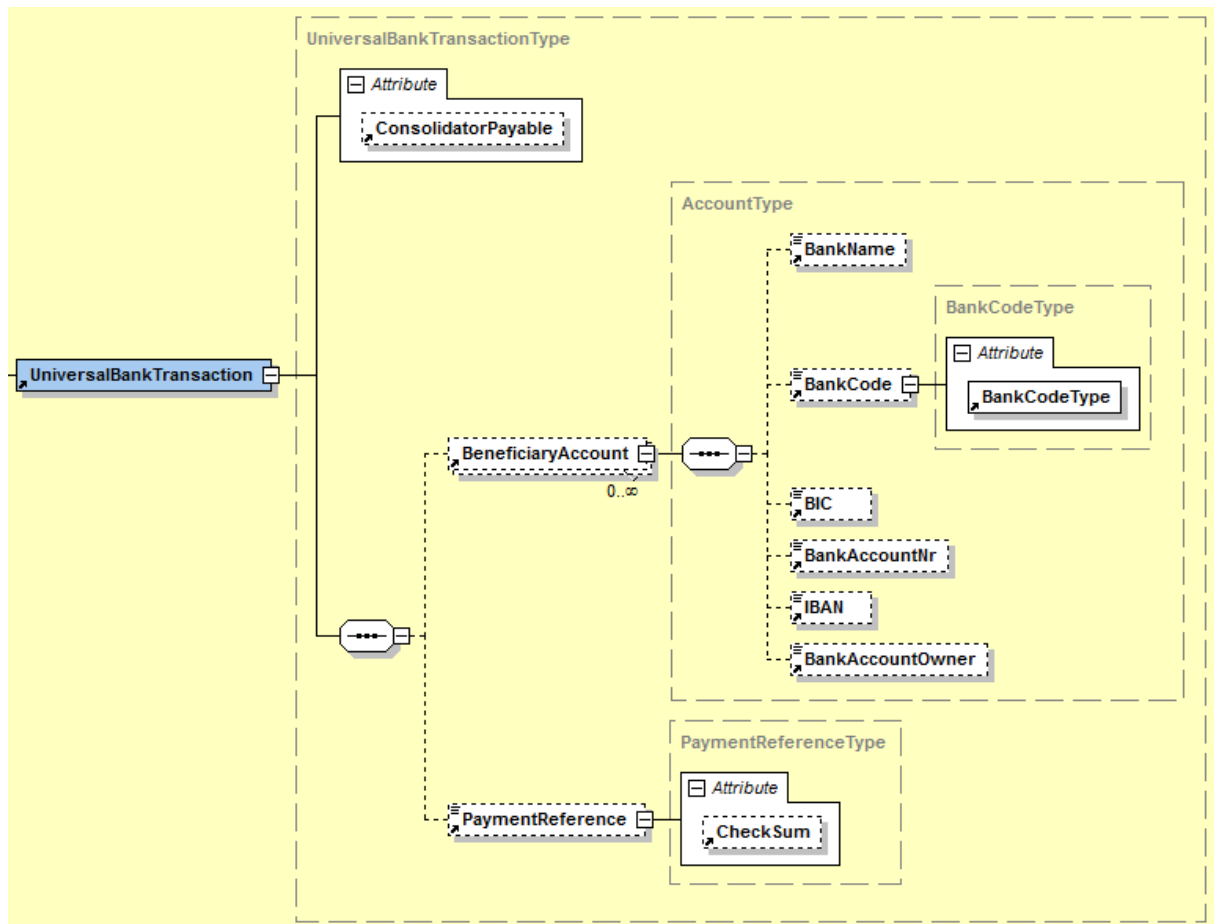 UniversalBankTransactionType
Attribute
ConsolidatorPayable
AccountType
BankName
BankCodeType
Attribute
BankCodeType
BankCode
UniversalBankTransaction
BeneficiaryAccount
0..∞
BIC
BankAccountNr
IBAN
BankAccountOwner
PaymentReferenceType
Attribute
CheckSum
PaymentReference